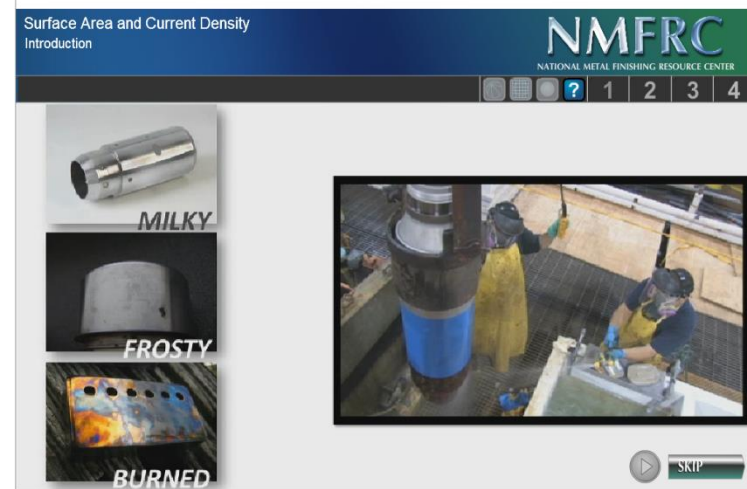 Surface Area and Current Density
Introduction
NMFRC
NATIONAL METAL FINISHING RESOURCE CENTER
? 1 2 3 4
MILKY
FROSTY
BURNED
SKIP